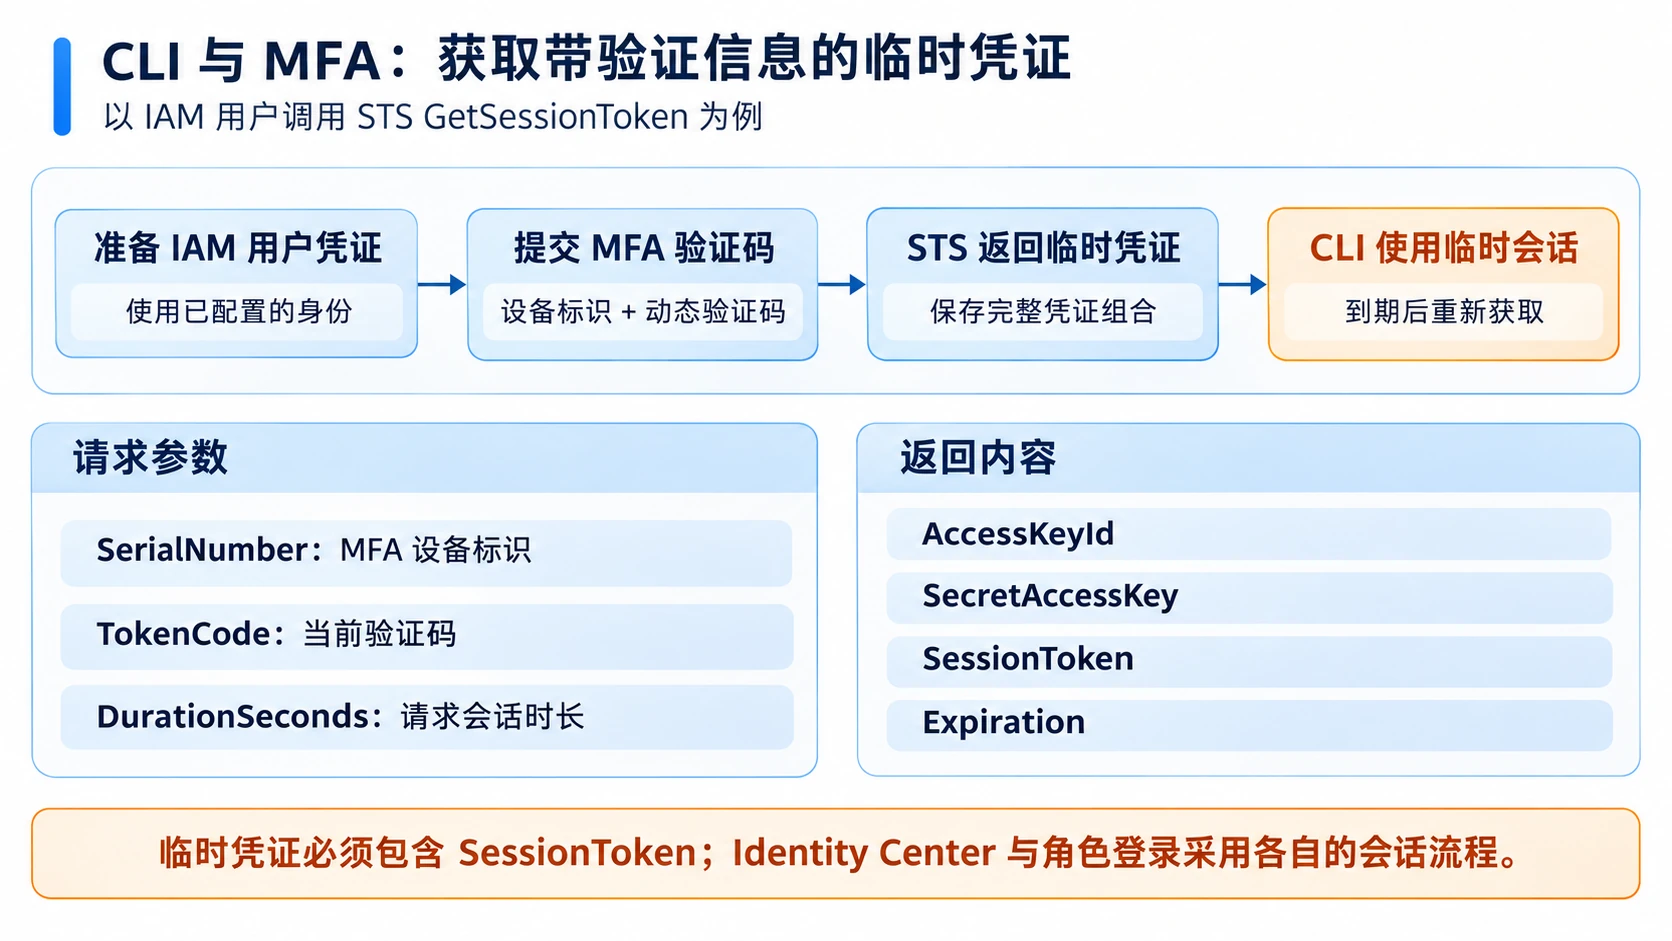 CLI 与 MFA：获取带验证信息的临时凭证
以 IAM 用户调用 STS GetSessionToken 为例
准备 IAM 用户凭证
使用已配置的身份
提交 MFA 验证码
设备标识 + 动态验证码
STS 返回临时凭证
保存完整凭证组合
CLI 使用临时会话
到期后重新获取
请求参数
SerialNumber：MFA 设备标识
TokenCode：当前验证码
DurationSeconds：请求会话时长
返回内容
AccessKeyId
SecretAccessKey
SessionToken
Expiration
临时凭证必须包含 SessionToken；Identity Center 与角色登录采用各自的会话流程。